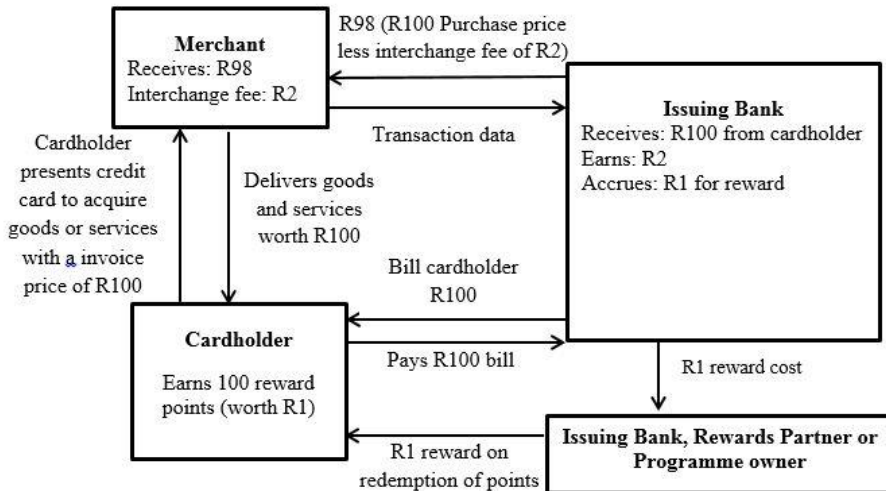 Merchant
Receives: R98
Interchange fee: R2
R98 (R100 Purchase price
less interchange fee of R2)
Transaction data
Issuing Bank
Receives: R100 from cardholder
Earns: R2
Accrues: R1 for reward
Cardholder
presents credit
card to acquire
goods or services
with a invoice
price of R100
Delivers goods
and services
worth R100
Bill cardholder
R100
Pays R100 bill
Cardholder
Earns 100 reward
points (worth R1)
R1 reward cost
R1 reward on
redemption of points
Issuing Bank, Rewards Partner or
Programme owner